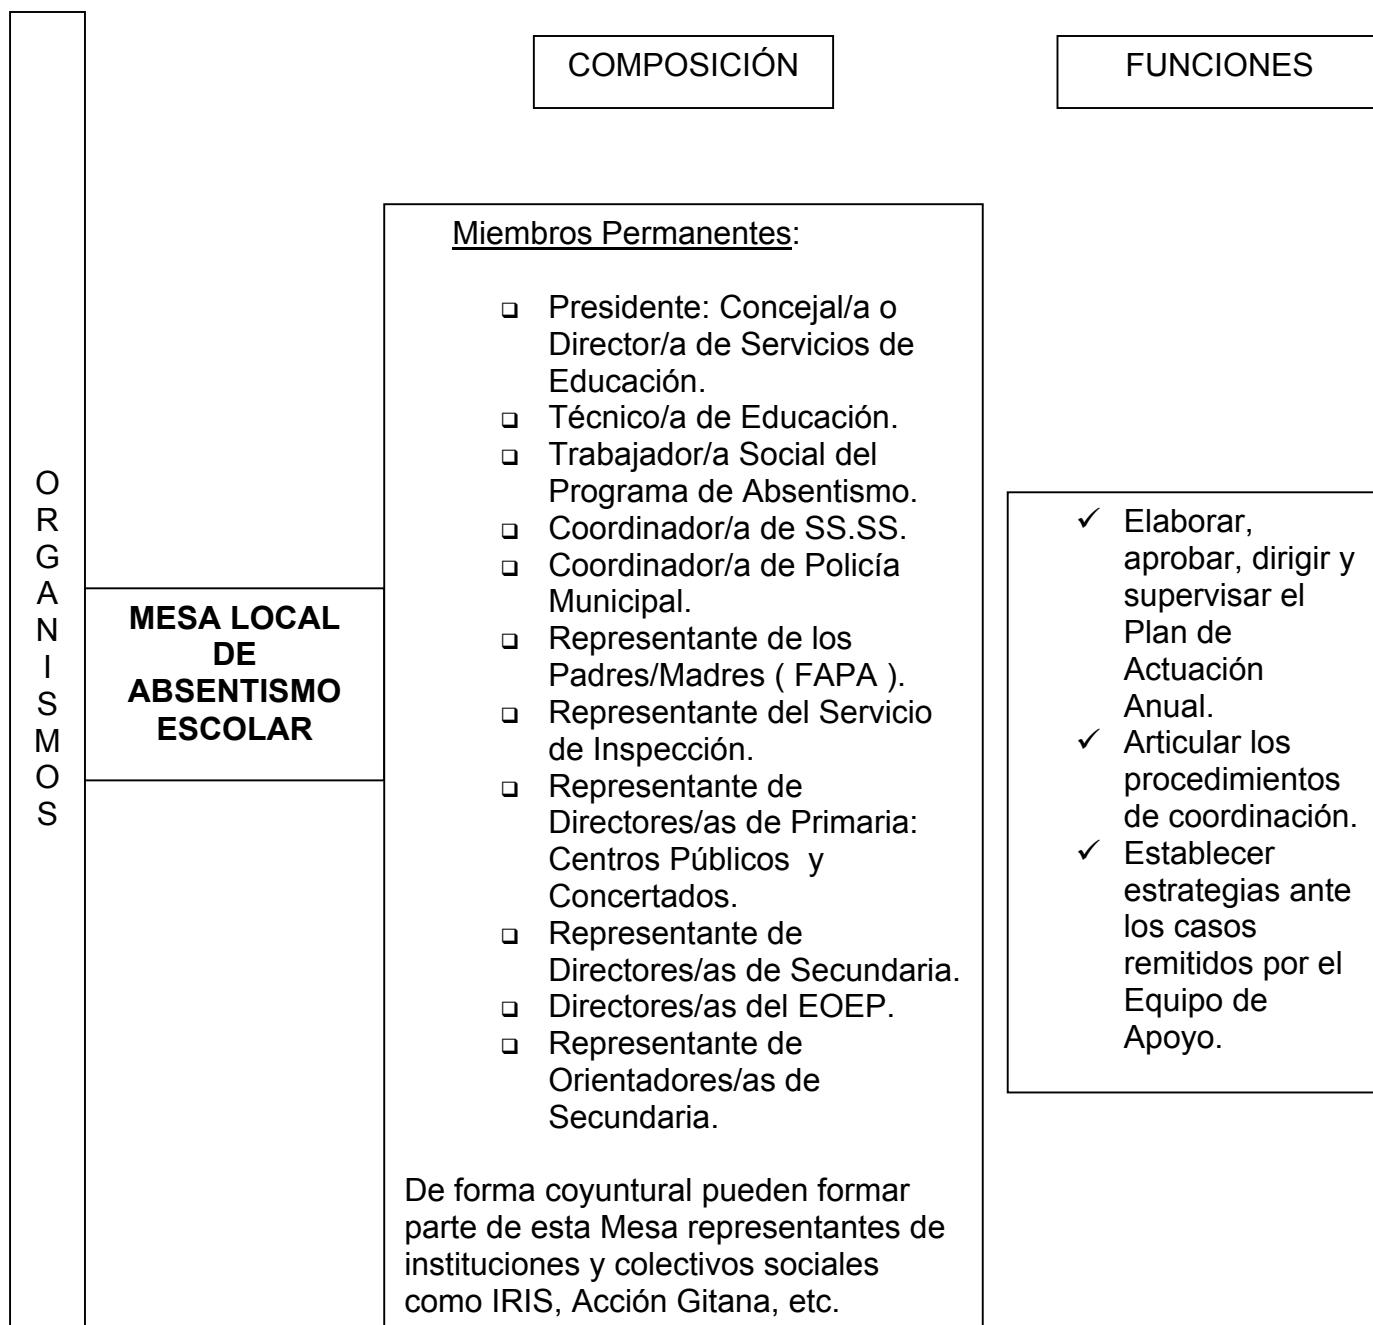 COMPOSICIÓN
FUNCIONES
O
R
G
A
N
I
S
M
O
S
MESA LOCAL
DE
ABSENTISMO
ESCOLAR
Miembros Permanentes:
❑ Presidente: Concejal/a o
Director/a de Servicios de
Educación.
❑ Técnico/a de Educación.
❑ Trabajador/a Social del
Programa de Absentismo.
❑ Coordinador/a de SS.SS.
❑ Coordinador/a de Policía
Municipal.
❑ Representante de los
Padres/Madres ( FAPA ).
❑ Representante del Servicio
de Inspección.
❑ Representante de
Directores/as de Primaria:
Centros Públicos y
Concertados.
❑ Representante de
Directores/as de Secundaria.
❑ Directores/as del EOEP.
❑ Representante de
Orientadores/as de
Secundaria.
De forma coyuntural pueden formar
parte de esta Mesa representantes de
instituciones y colectivos sociales
como IRIS, Acción Gitana, etc.
✓ Elaborar,
aprobar, dirigir y
supervisar el
Plan de
Actuación
Anual.
✓ Articular los
procedimientos
de coordinación.
✓ Establecer
estrategias ante
los casos
remitidos por el
Equipo de
Apoyo.